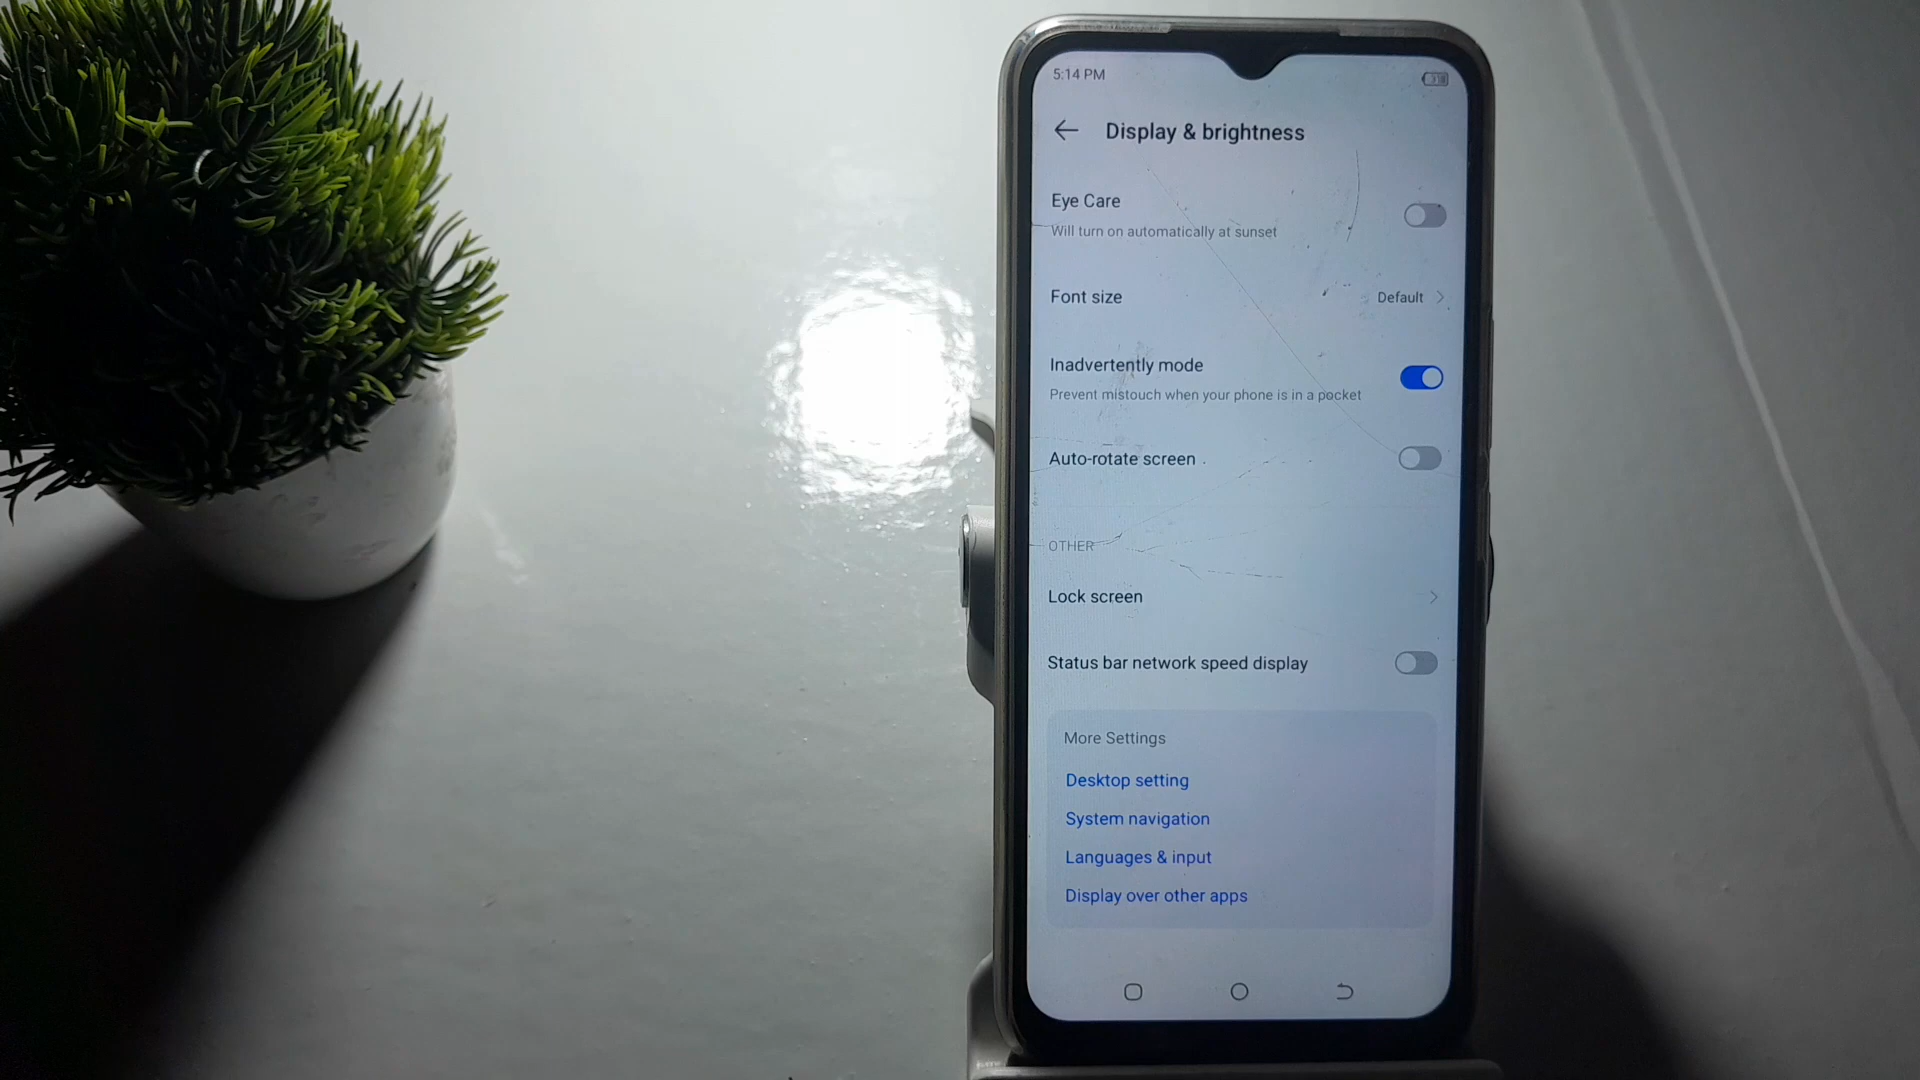 5:14 PM
Display & brightness
Eye Care
Will turn on automatically at sunset
Font size
Default
Inadvertently mode
Prevent mistouch when your phone is in a pocket
Auto-rotate screen
OTHER
Lock screen
Status bar network speed display
More Settings
Desktop setting
System navigation
Languages & input
Display over other apps